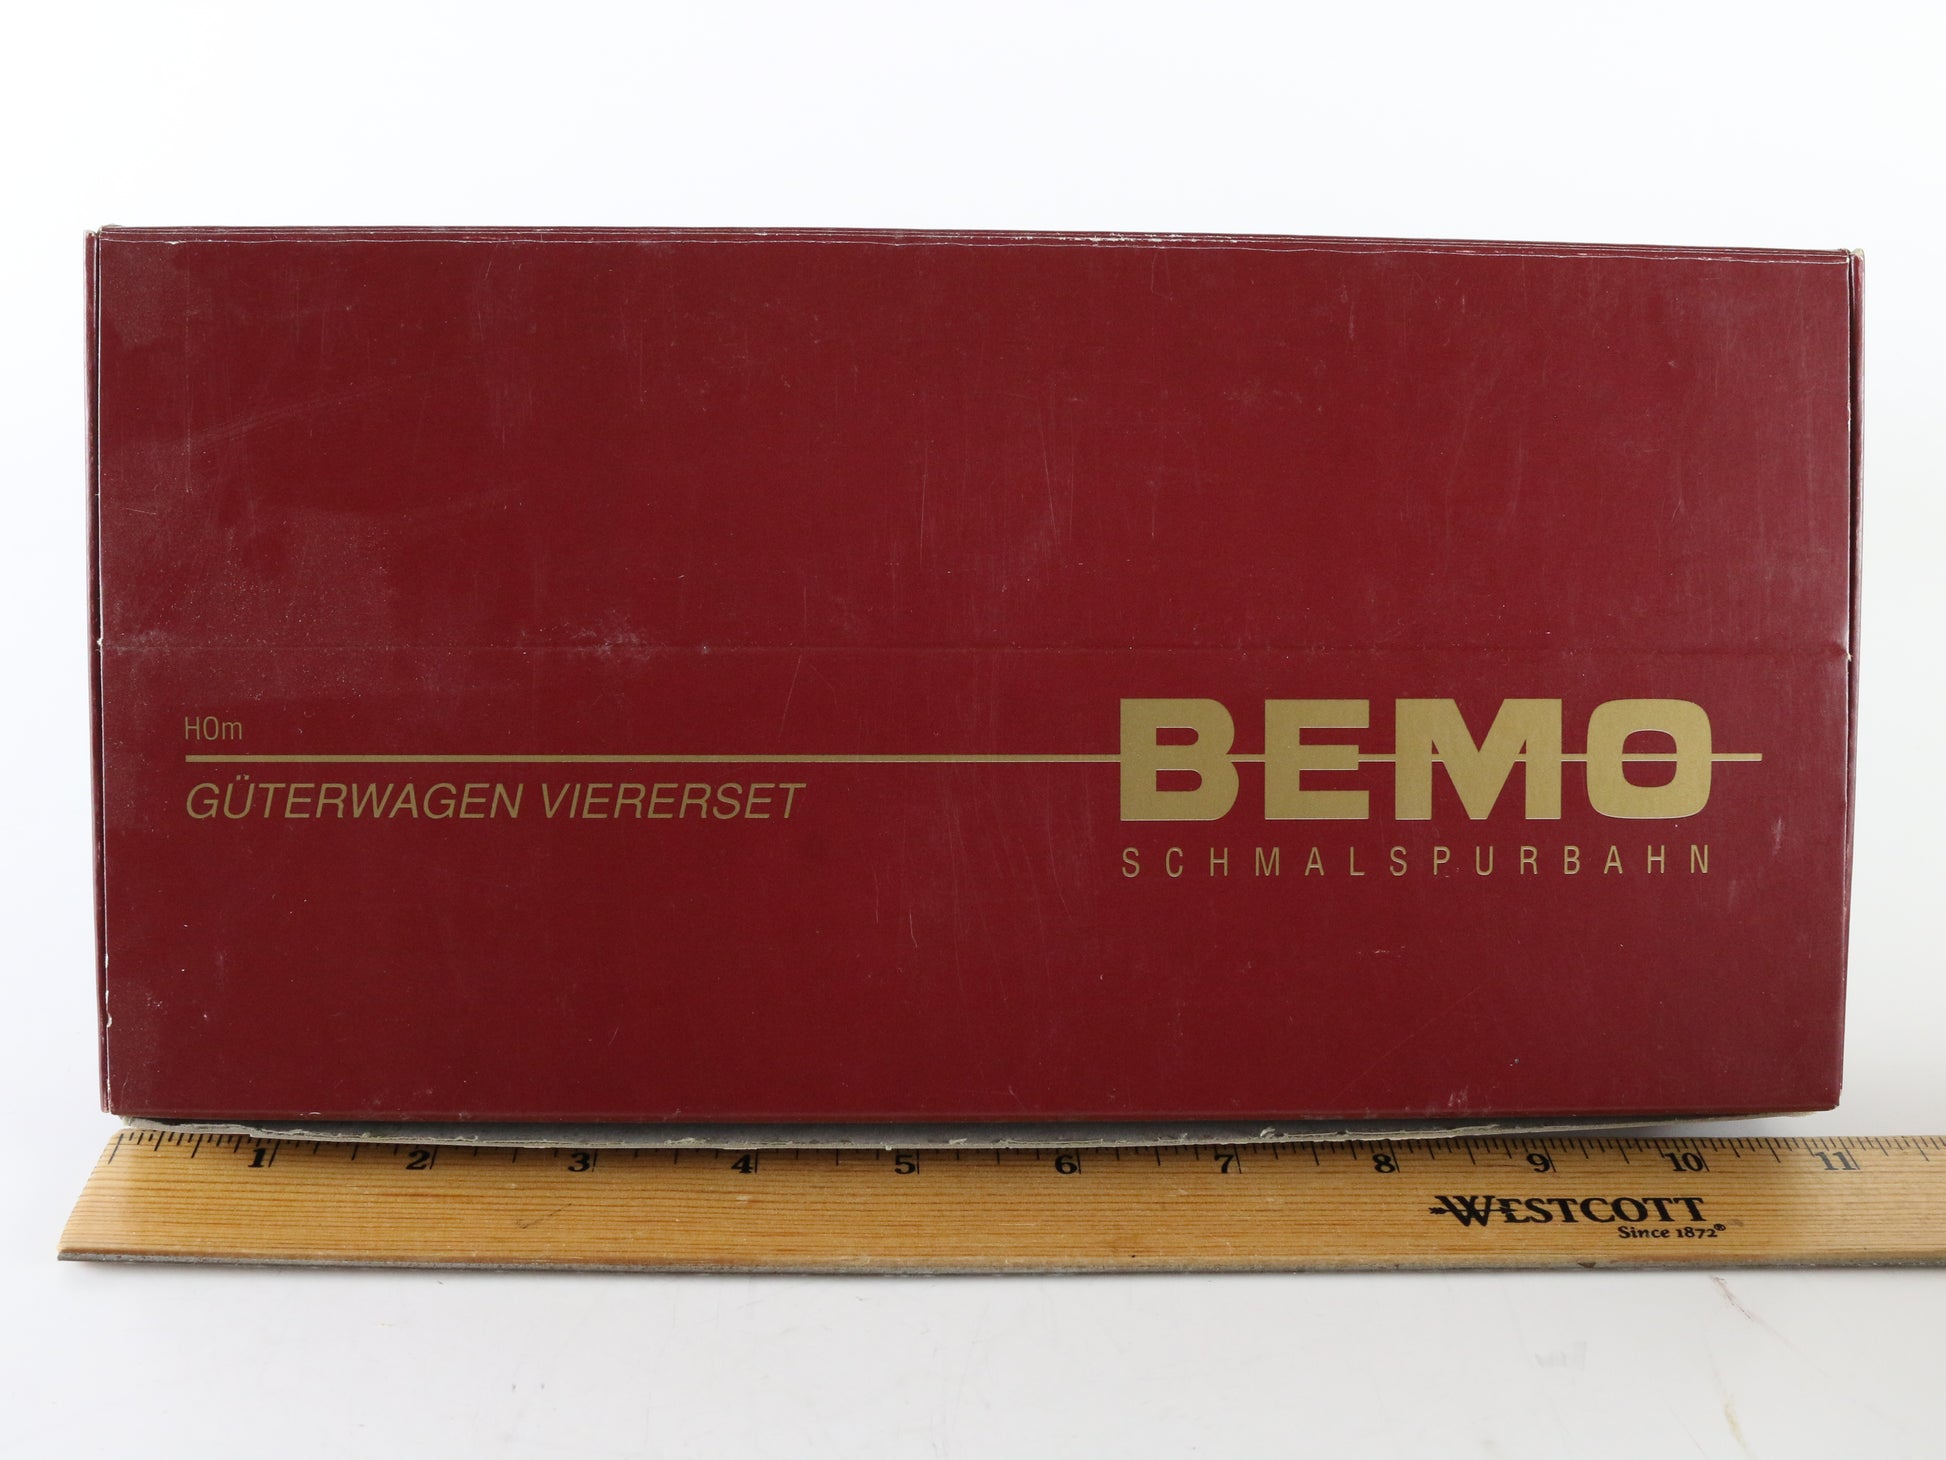 H0m
BEMO
GÜTERWAGEN VIERERSET
SCHMALSPURBAHN
1 2 3 4 5 6 7 8 9 10 11
WESTCOTT
Since 1872®